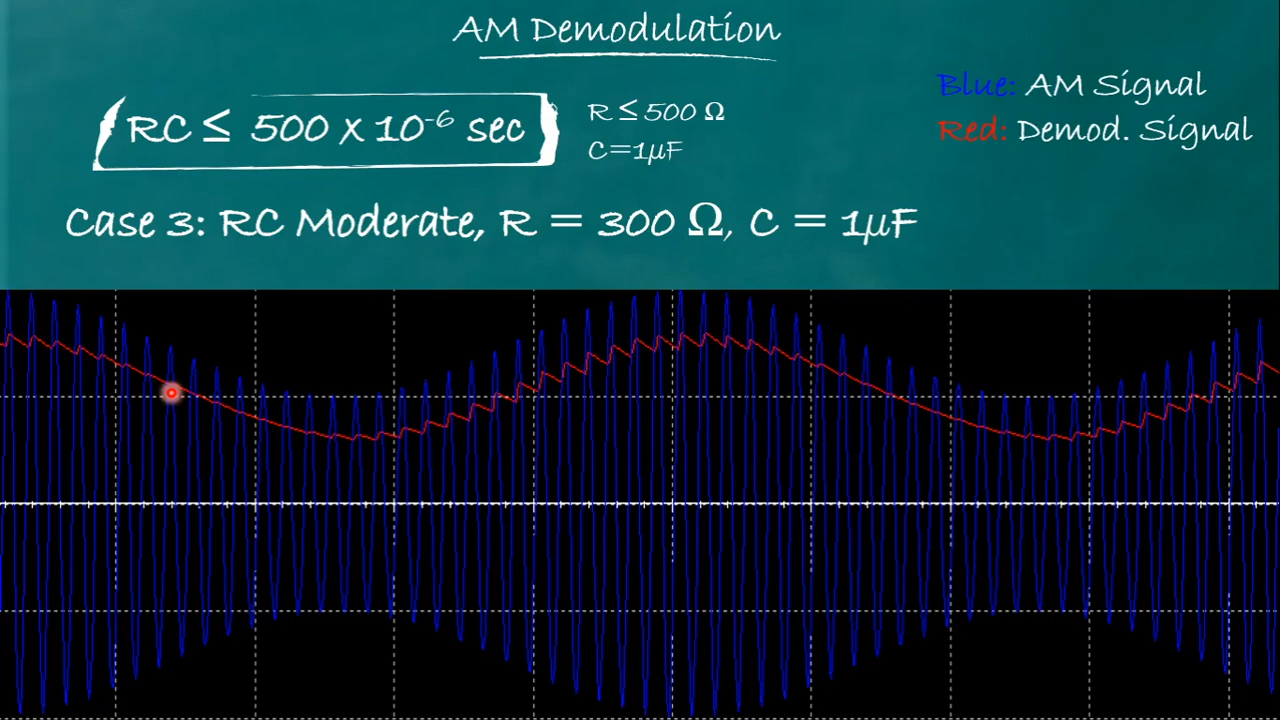 AM Demodulation
RC ≤ 500 x 10⁻⁶ sec
R ≤ 500 Ω
C=1µF
Blue: AM Signal
Red: Demod. Signal
Case 3: RC Moderate, R = 300 Ω, C = 1µF